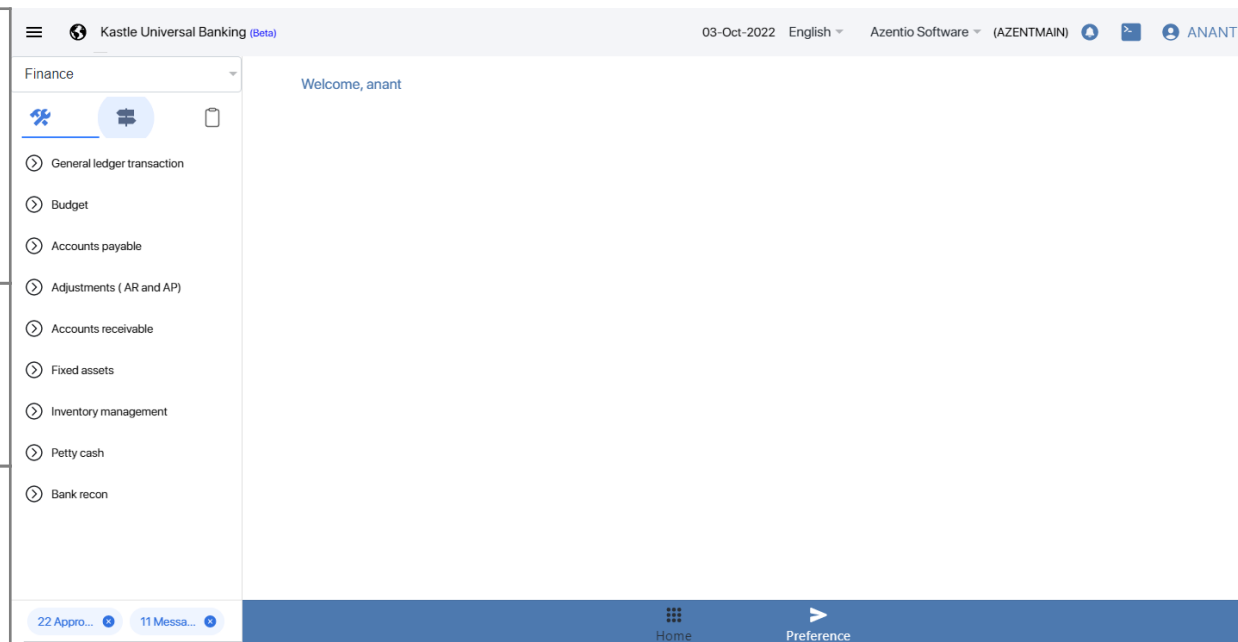 Kastle Universal Banking (Beta)
03-Oct-2022 English Azentio Software (AZENTMAIN) ANANT
Finance
Welcome, anant
General ledger transaction
Budget
Accounts payable
Adjustments ( AR and AP)
Accounts receivable
Fixed assets
Inventory management
Petty cash
Bank recon
22 Appro... 11 Messa...
Home Preference